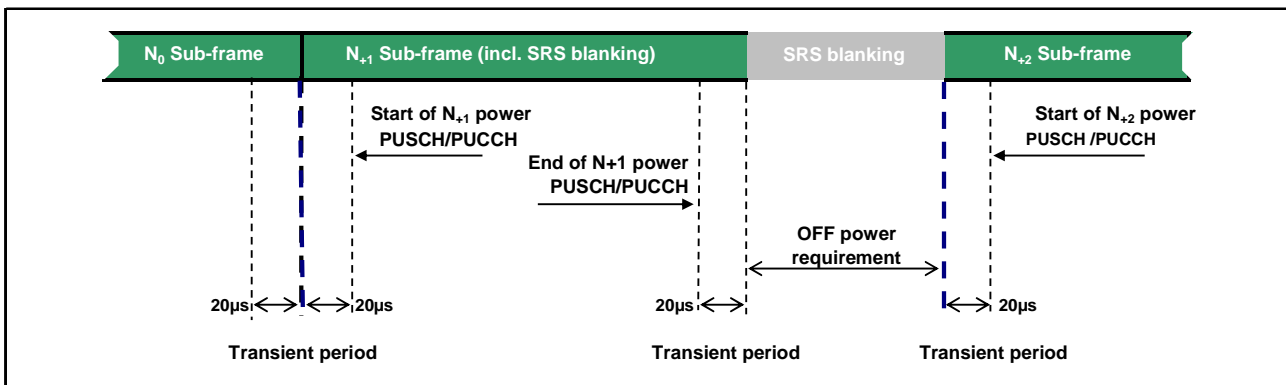 N₀ Sub-frame
N₊₁ Sub-frame (incl. SRS blanking)
SRS blanking
N₊₂ Sub-frame
Start of N₊₁ power
PUSCH/PUCCH
End of N+1 power
PUSCH/PUCCH
Start of N₊₂ power
PUSCH /PUCCH
OFF power
requirement
20µs
20µs
20µs
20µs
Transient period
Transient period
Transient period